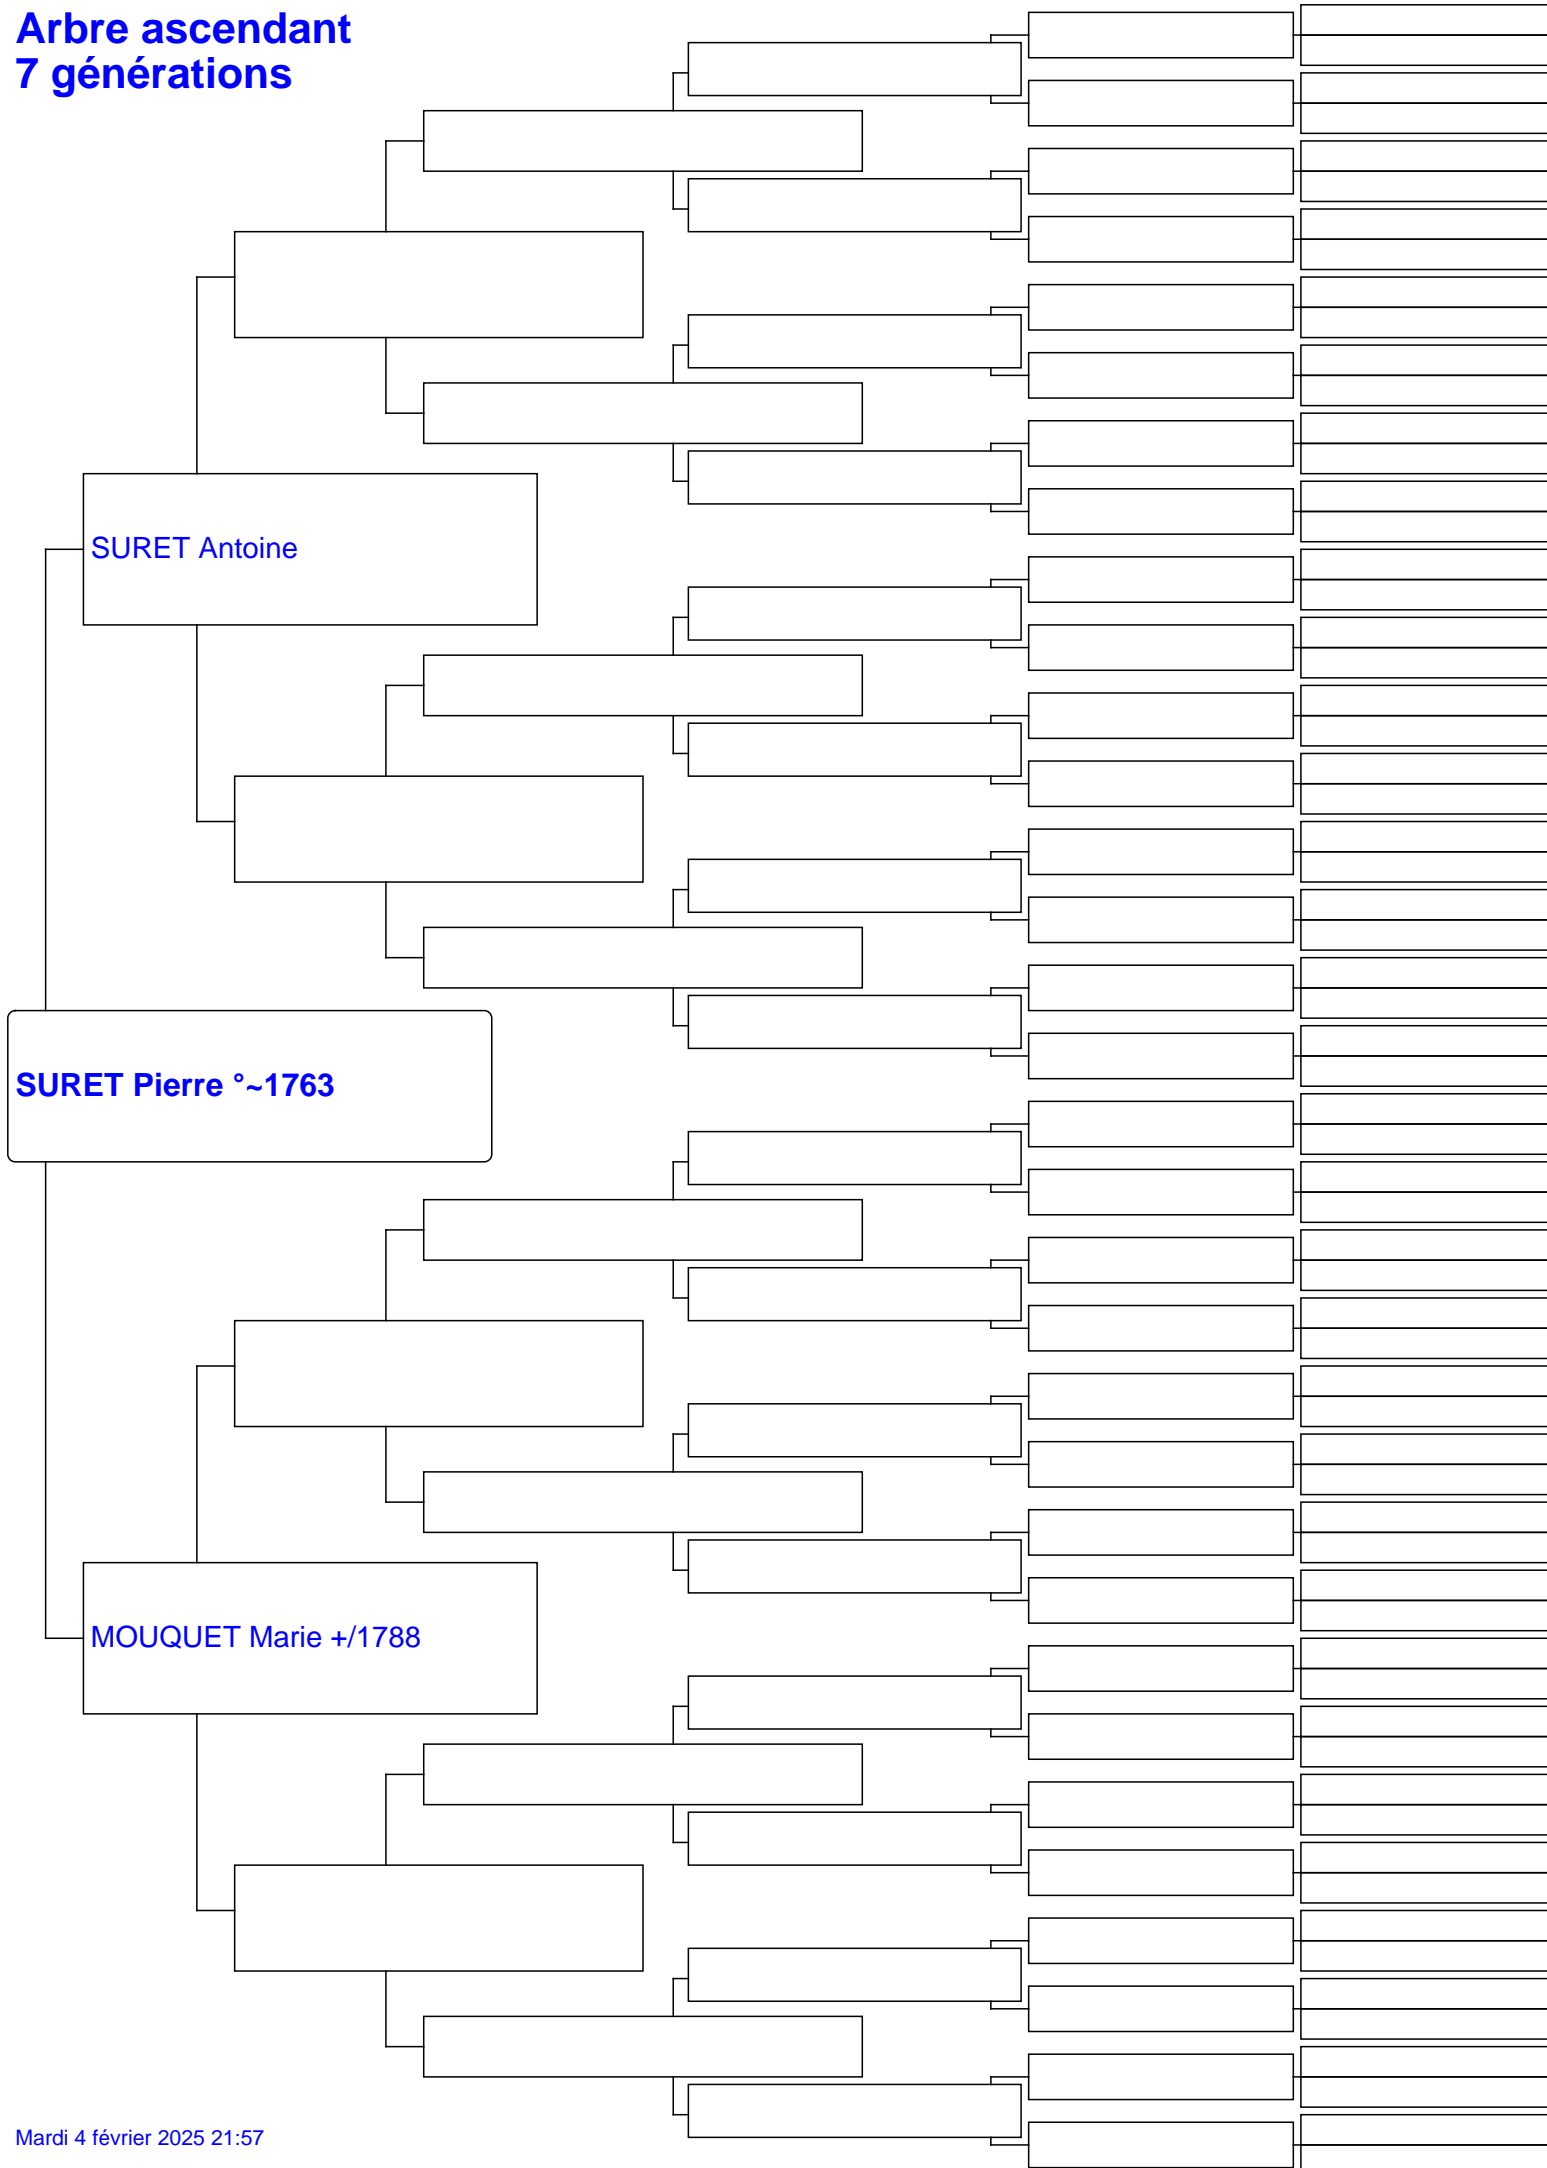 Arbre ascendant
7 générations
SURET Antoine
SURET Pierre °~1763
MOUQUET Marie +/1788
Mardi 4 février 2025 21:57